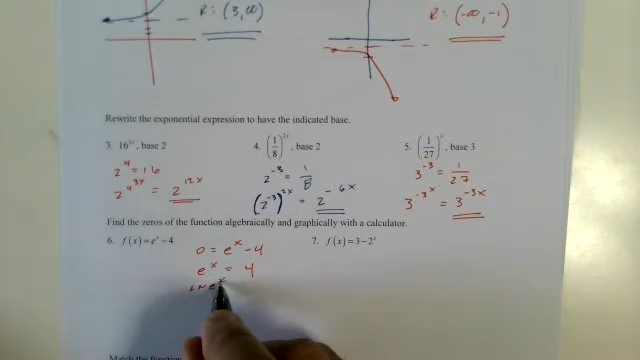 R: (3, ∞)
R: (-∞, -1)
Rewrite the exponential expression to have the indicated base.
3. 16^{3x}, base 2
4. (1/8)^{2x}, base 2
5. (1/27)^{x}, base 3
2^4 = 16
2^{4^{3x}} = 2^{12x}
2^{-3} = 1/8
(2^{-3})^{2x} = 2^{-6x}
3^{-3} = 1/27
3^{-3^{x}} = 3^{-3x}
Find the zeros of the function algebraically and graphically with a calculator.
6. f(x) = e^x - 4
7. f(x) = 3 - 2^x
0 = e^x - 4
e^x = 4
ln e^x
Match the function